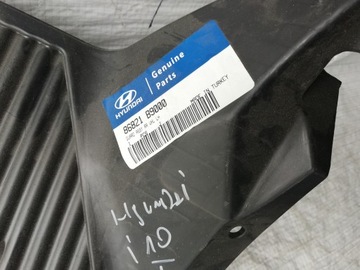 HYUNDAI
Genuine
Parts
86821 B9000
MADE IN TURKEY
Hyundai
i10